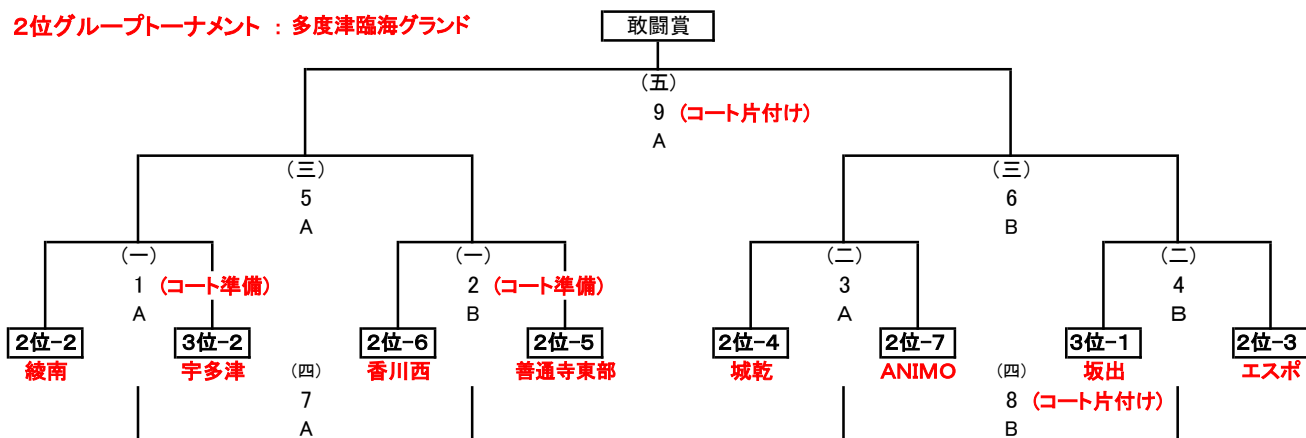 2位グループトーナメント : 多度津臨海グランド
敢闘賞
(五)
9 (コート片付け)
A
(三) (三)
5 6
A B
(一) (一) (二) (二)
1 (コート準備) 2 (コート準備) 3 4
A B A B
2位-2 3位-2 2位-6 2位-5 2位-4 2位-7 3位-1 2位-3
綾南 宇多津 (四) 香川西 善通寺東部 城乾 ANIMO (四) 坂出 エスポ
7 8 (コート片付け)
A B